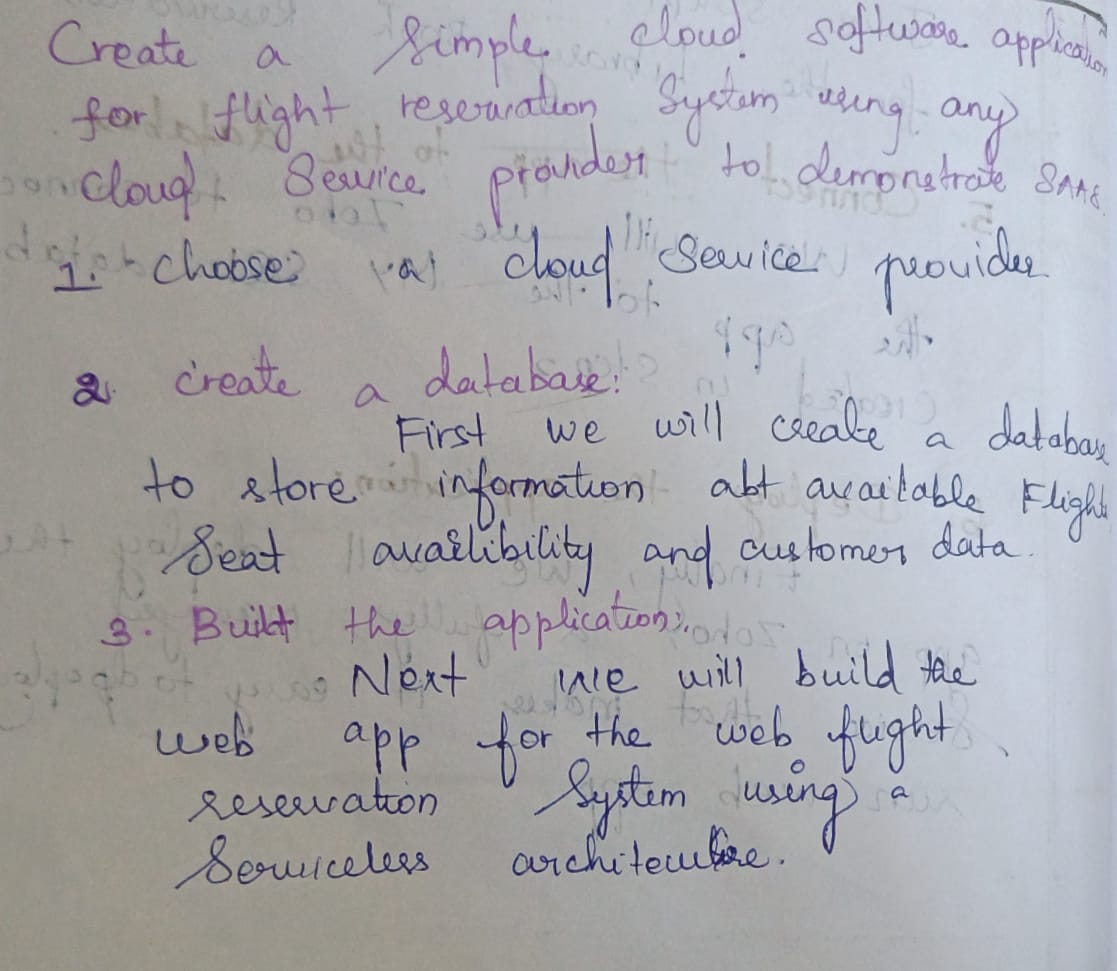 Create a simple cloud software application
for flight reservation System using any
cloud Service provider to demonstrate SAAS.
1. choose a cloud Service provider
2. create a database:
First we will create a database
to store information abt available Flight
Seat availibility and customer data.
3. Built the application:
Next we will build the
web app for the web flight
reservation System using a
Serviceless architecture.